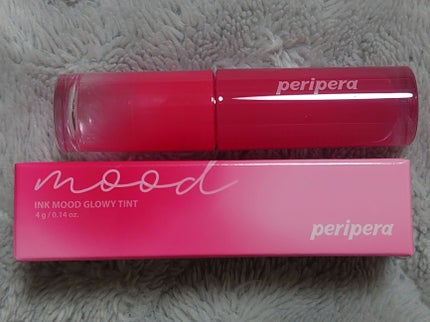 peripera
mood
INK MOOD GLOWY TINT
4 g / 0.14 oz.
peripera